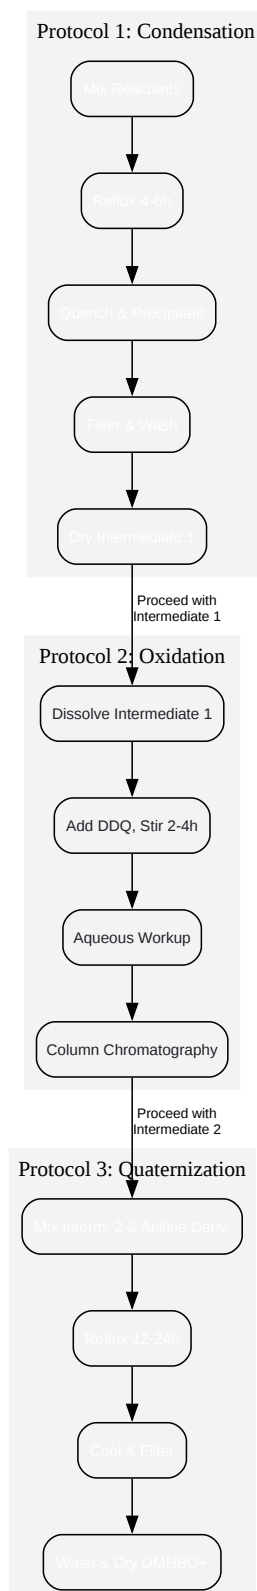 Protocol 1: Condensation
Mix Reactants
Reflux 4-6h
Quench & Precipitate
Filter & Wash
Dry Intermediate 1
Proceed with
Intermediate 1
Protocol 2: Oxidation
Dissolve Intermediate 1
Add DDQ, Stir 2-4h
Aqueous Workup
Column Chromatography
Proceed with
Intermediate 2
Protocol 3: Quaternization
Mix Interm. 2 & Aniline Deriv.
Reflux 12-24h
Cool & Filter
Wash & Dry DMHBO+